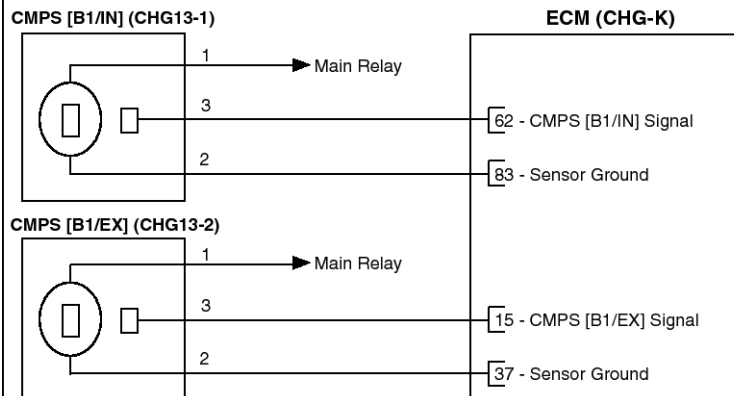 CMPS [B1/IN] (CHG13-1)
ECM (CHG-K)
1
Main Relay
3
62 - CMPS [B1/IN] Signal
2
83 - Sensor Ground
CMPS [B1/EX] (CHG13-2)
1
Main Relay
3
15 - CMPS [B1/EX] Signal
2
37 - Sensor Ground